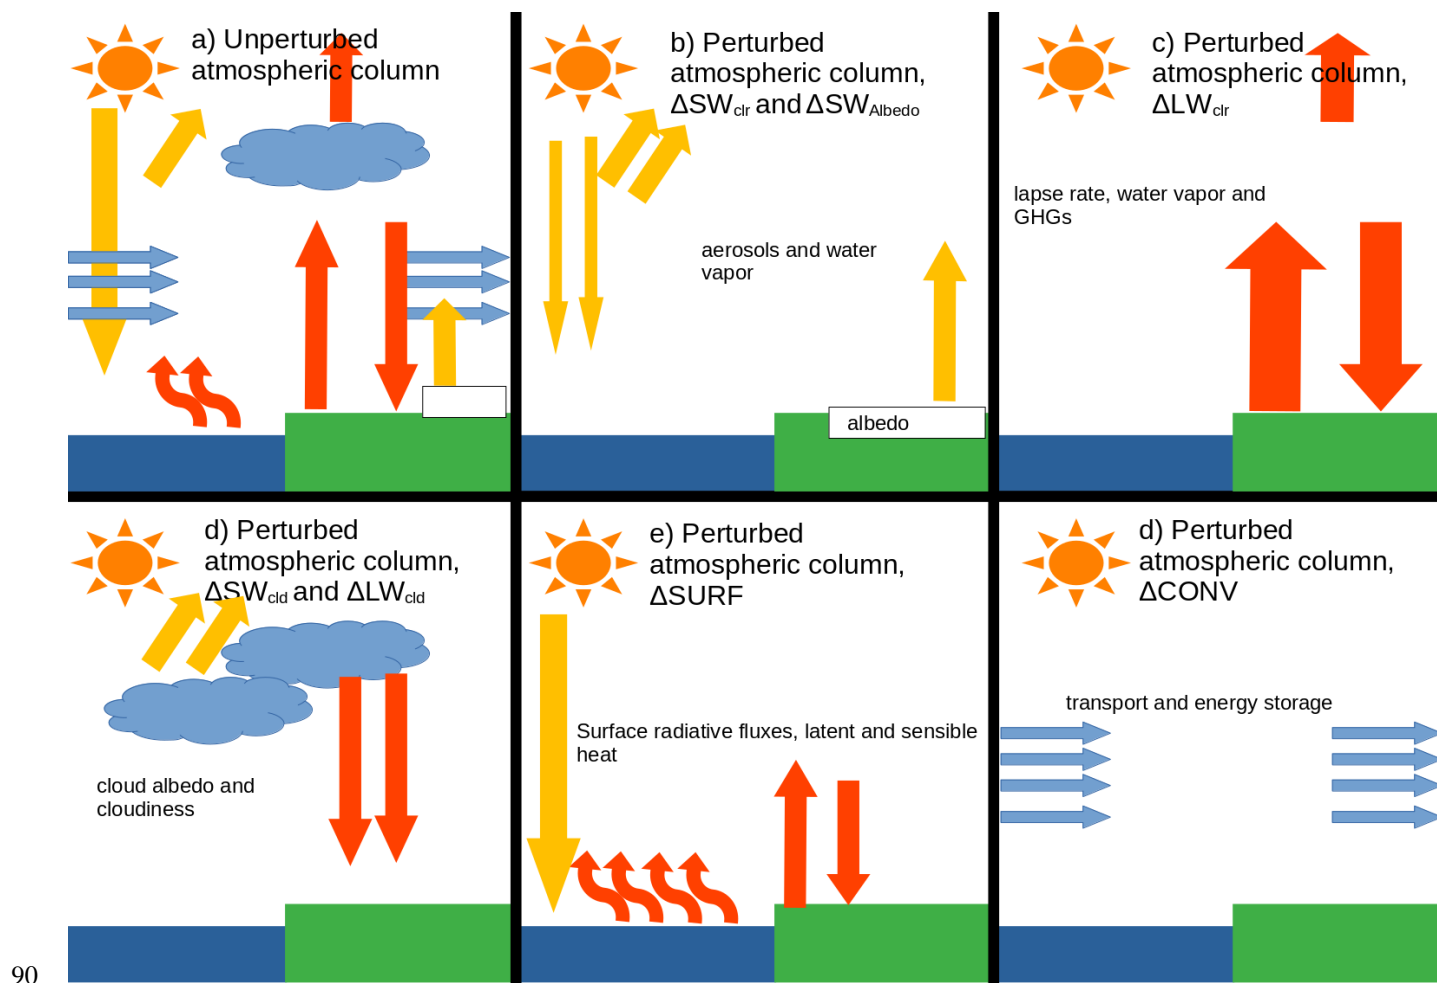 a) Unperturbed
atmospheric column
b) Perturbed
atmospheric column,
ΔSWclr and ΔSWAlbedo
aerosols and water
vapor
albedo
c) Perturbed
atmospheric column,
ΔLWclr
lapse rate, water vapor and
GHGs
d) Perturbed
atmospheric column,
ΔSWcld and ΔLWcld
cloud albedo and
cloudiness
e) Perturbed
atmospheric column,
ΔSURF
Surface radiative fluxes, latent and sensible
heat
d) Perturbed
atmospheric column,
ΔCONV
transport and energy storage
90